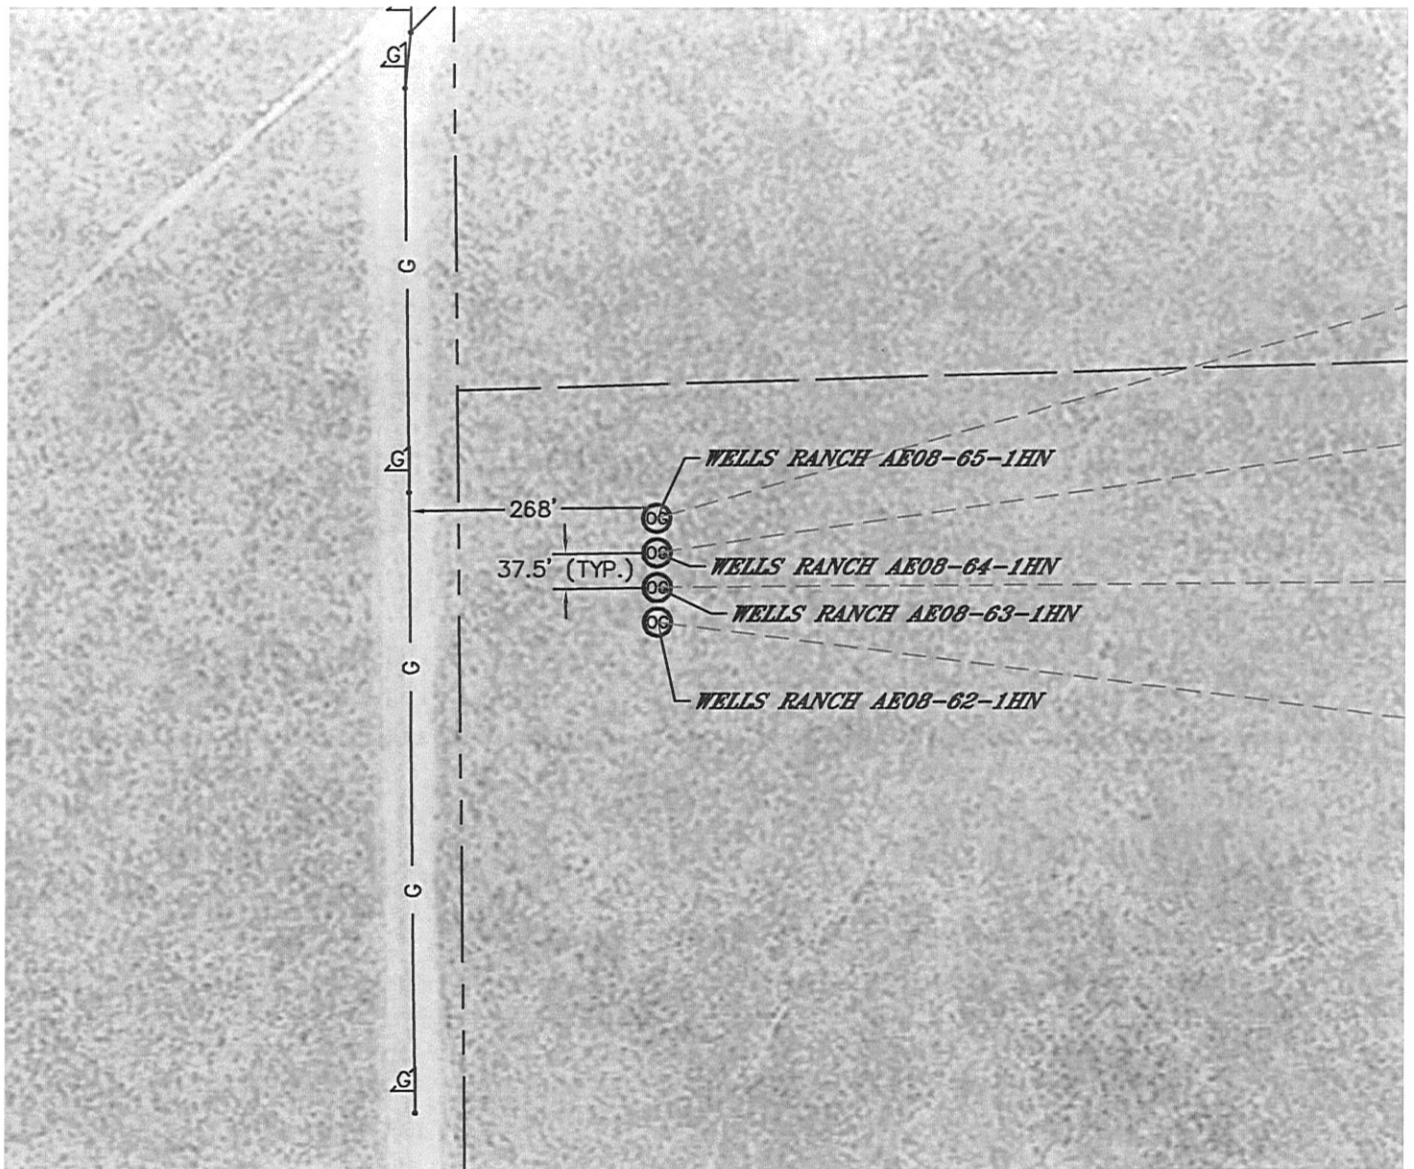 G
G
G
WELLS RANCH AE08-65-1HN
268'
OG
OG
37.5' (TYP.)
WELLS RANCH AE08-64-1HN
OG
WELLS RANCH AE08-63-1HN
OG
G
WELLS RANCH AE08-62-1HN
G
G